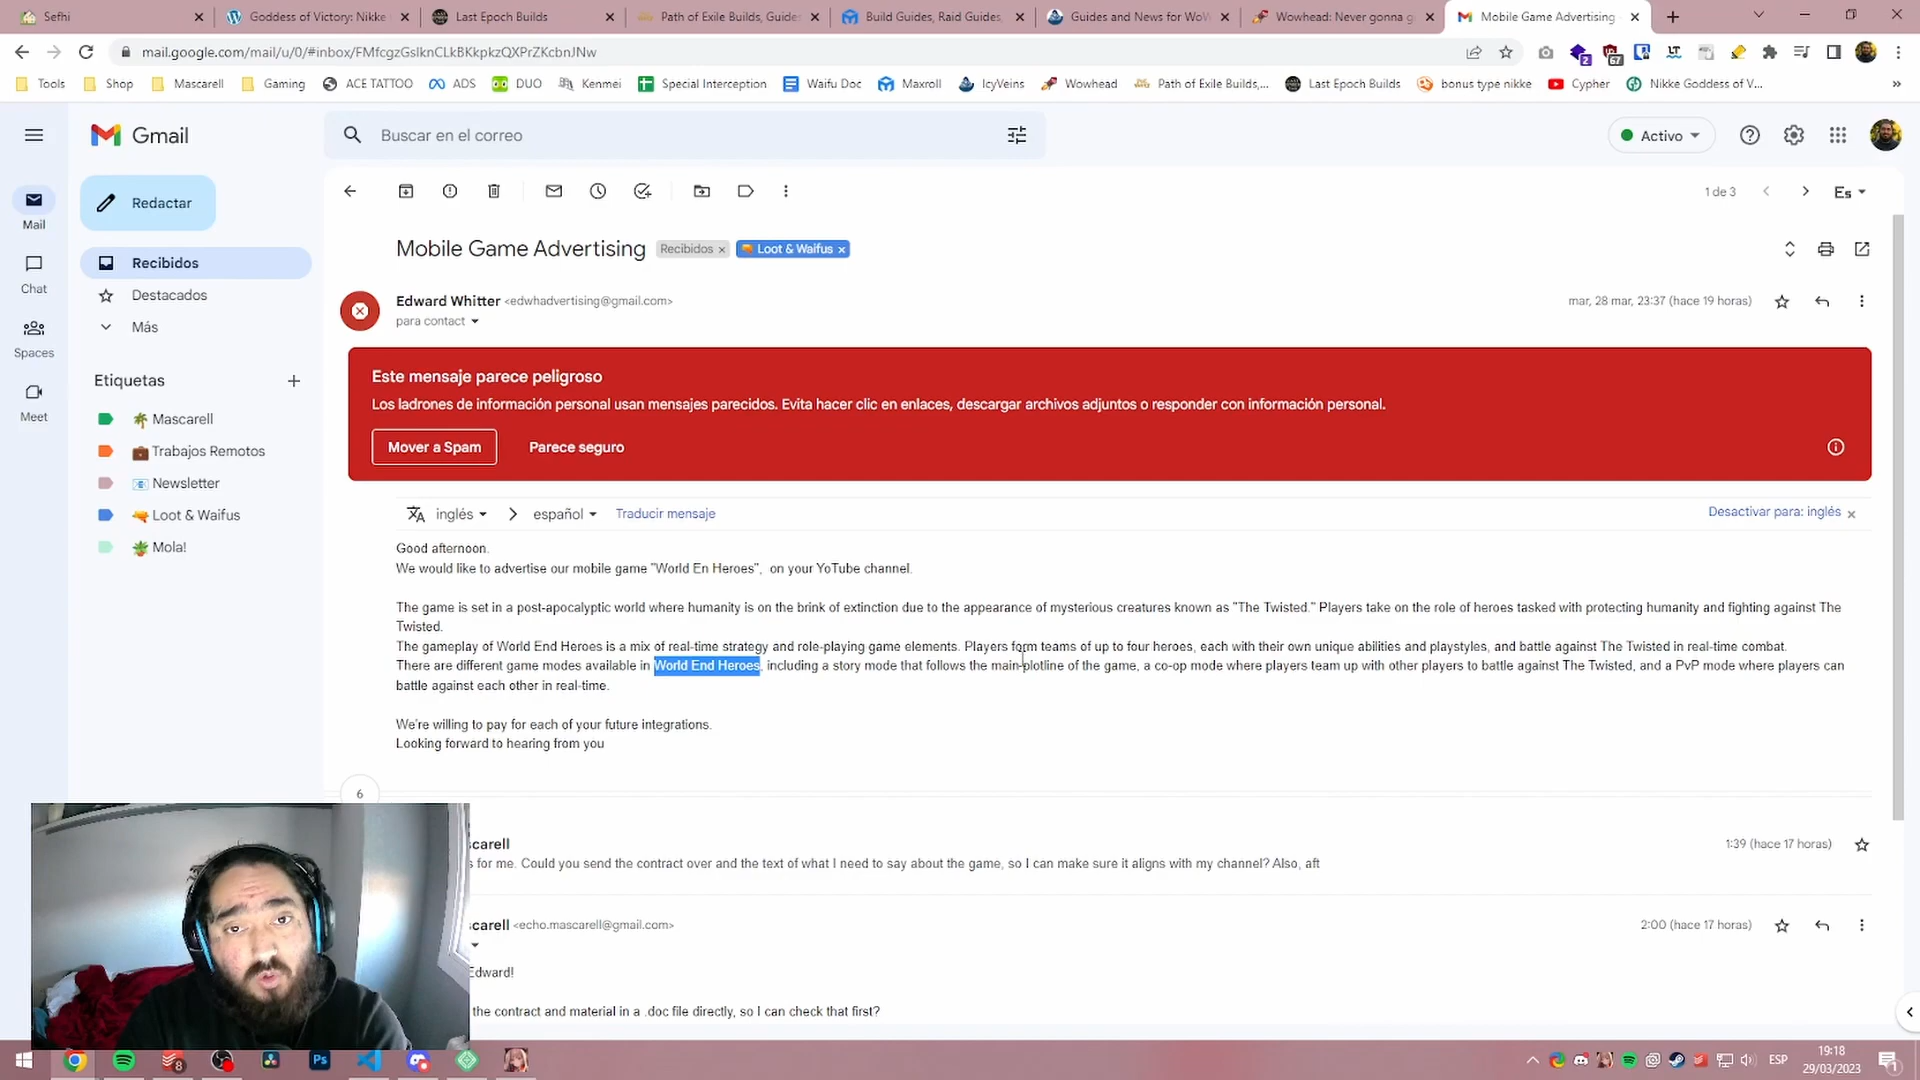 Sefhi
Goddess of Victory: Nikke
Last Epoch Builds
Path of Exile Builds, Guides
Build Guides, Raid Guides,
Guides and News for WoW
Wowhead: Never gonna g
Mobile Game Advertising
mail.google.com/mail/u/0/#inbox/FMfcgzGslknCLkBKkpkzQXPrZKcbnJNw
2
67
Tools
Shop
Mascarell
Gaming
ACE TATTOO
ADS
DUO
Kenmei
Special Interception
Waifu Doc
Maxroll
IcyVeins
Wowhead
Path of Exile Builds,...
Last Epoch Builds
bonus type nikke
Cypher
Nikke Goddess of V...
Gmail
Buscar en el correo
Activo
Redactar
1 de 3
Es
Mail
Chat
Spaces
Meet
Recibidos
Destacados
Más
Etiquetas
Mascarell
Trabajos Remotos
Newsletter
Loot & Waifus
Mola!
Mobile Game Advertising
Recibidos x
Loot & Waifus x
Edward Whitter <edwhadvertising@gmail.com>
mar, 28 mar, 23:37 (hace 19 horas)
para contact
Este mensaje parece peligroso
Los ladrones de información personal usan mensajes parecidos. Evita hacer clic en enlaces, descargar archivos adjuntos o responder con información personal.
Mover a Spam
Parece seguro
inglés > español
Traducir mensaje
Desactivar para: inglés x
Good afternoon.
We would like to advertise our mobile game "World En Heroes", on your YoTube channel.
The game is set in a post-apocalyptic world where humanity is on the brink of extinction due to the appearance of mysterious creatures known as "The Twisted." Players take on the role of heroes tasked with protecting humanity and fighting against The
Twisted.
The gameplay of World End Heroes is a mix of real-time strategy and role-playing game elements. Players form teams of up to four heroes, each with their own unique abilities and playstyles, and battle against The Twisted in real-time combat.
There are different game modes available in World End Heroes, including a story mode that follows the main plotline of the game, a co-op mode where players team up with other players to battle against The Twisted, and a PvP mode where players can
battle against each other in real-time.
We're willing to pay for each of your future integrations.
Looking forward to hearing from you
6
scarell
1:39 (hace 17 horas)
s for me. Could you send the contract over and the text of what I need to say about the game, so I can make sure it aligns with my channel? Also, aft
scarell <echo.mascarell@gmail.com>
2:00 (hace 17 horas)
Edward!
the contract and material in a .doc file directly, so I can check that first?
8
Ps
ESP
19:18
29/03/2023
1